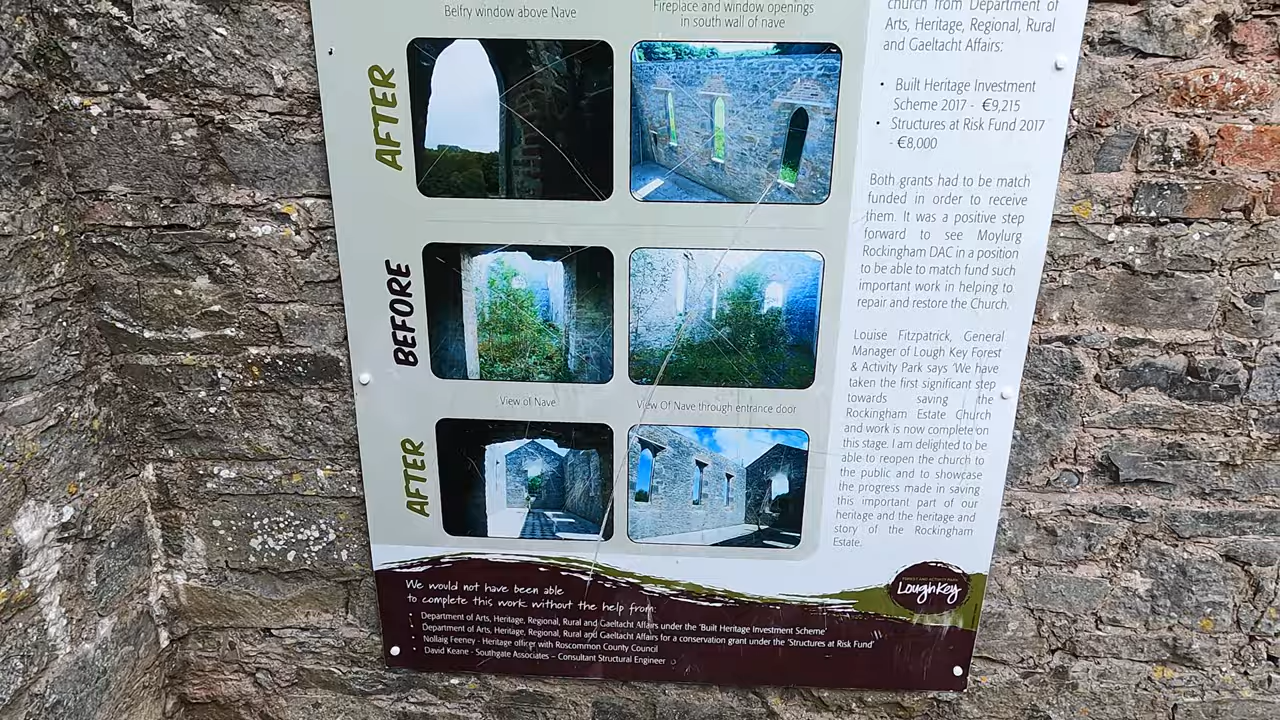 Belfry window above Nave
Fireplace and window openings
in south wall of nave
AFTER
BEFORE
View of Nave
View Of Nave through entrance door
AFTER
church from Department of
Arts, Heritage, Regional, Rural
and Gaeltacht Affairs:
• Built Heritage Investment
Scheme 2017 - €9,215
• Structures at Risk Fund 2017
- €8,000
Both grants had to be match
funded in order to receive
them. It was a positive step
forward to see Moylurg
Rockingham DAC in a position
to be able to match fund such
important work in helping to
repair and restore the Church.
Louise Fitzpatrick, General
Manager of Lough Key Forest
& Activity Park says 'We have
taken the first significant step
towards saving the
Rockingham Estate Church
and work is now complete on
this stage. I am delighted to be
able to reopen the church to
the public and to showcase
the progress made in saving
this important part of our
heritage and the heritage and
story of the Rockingham
Estate.
We would not have been able
to complete this work without the help from:
• Department of Arts, Heritage, Regional, Rural and Gaeltacht Affairs under the 'Built Heritage Investment Scheme'
• Department of Arts, Heritage, Regional, Rural and Gaeltacht Affairs for a conservation grant under the 'Structures at Risk Fund'
• Nollaig Feeney - Heritage officer with Roscommon County Council
• David Keane - Southgate Associates – Consultant Structural Engineer
FOREST AND ACTIVITY PARK
Lough Key